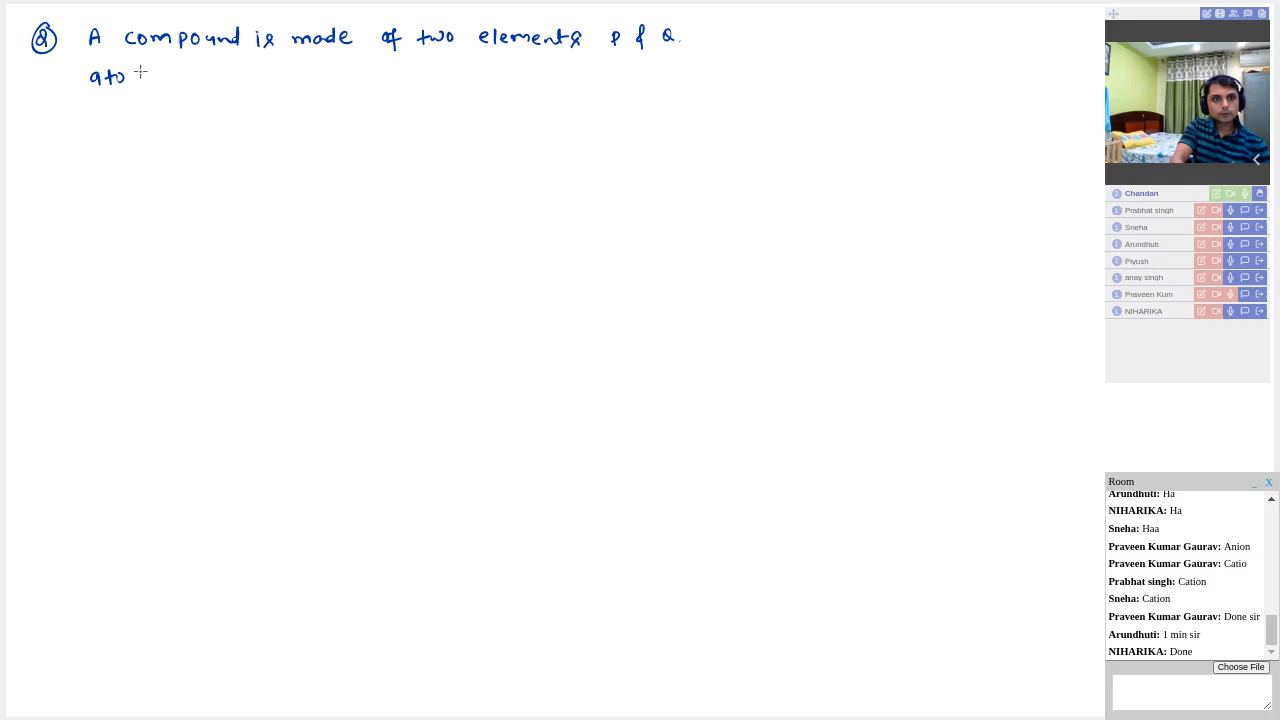 Q A compound is made of two elements P & Q.
ato
Chandan
Prabhat singh
Sneha
Arundhuti
Piyush
anay singh
Praveen Kum
NIHARIKA
Room _ X
Arundhuti: Ha
NIHARIKA: Ha
Sneha: Haa
Praveen Kumar Gaurav: Anion
Praveen Kumar Gaurav: Catio
Prabhat singh: Cation
Sneha: Cation
Praveen Kumar Gaurav: Done sir
Arundhuti: 1 min sir
NIHARIKA: Done
Choose File